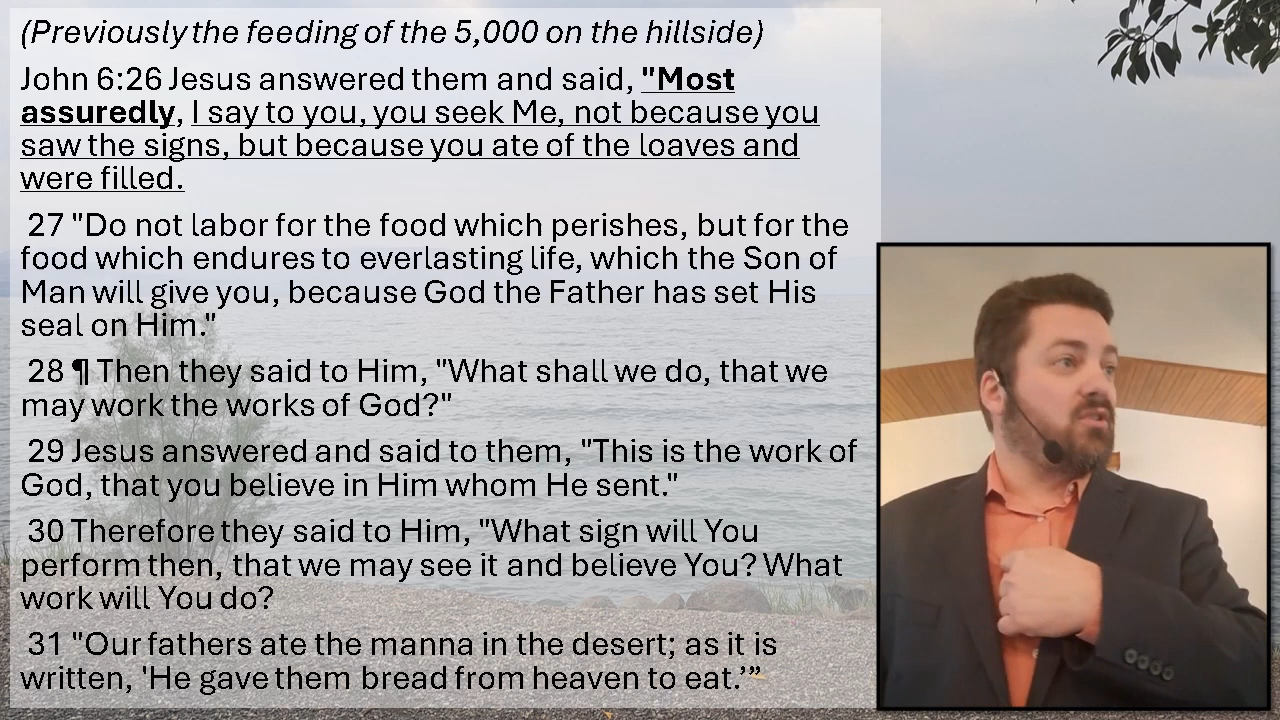 (Previously the feeding of the 5,000 on the hillside)
John 6:26 Jesus answered them and said, "Most
assuredly, I say to you, you seek Me, not because you
saw the signs, but because you ate of the loaves and
were filled.
27 "Do not labor for the food which perishes, but for the
food which endures to everlasting life, which the Son of
Man will give you, because God the Father has set His
seal on Him."
28 ¶ Then they said to Him, "What shall we do, that we
may work the works of God?"
29 Jesus answered and said to them, "This is the work of
God, that you believe in Him whom He sent."
30 Therefore they said to Him, "What sign will You
perform then, that we may see it and believe You? What
work will You do?
31 "Our fathers ate the manna in the desert; as it is
written, 'He gave them bread from heaven to eat.’”